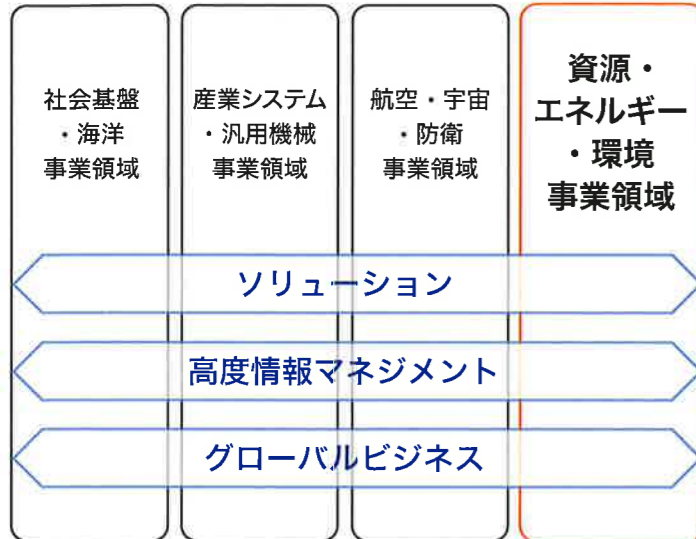 社会基盤
・海洋
事業領域
産業システム
・汎用機械
事業領域
航空・宇宙
・防衛
事業領域
資源・
エネルギー
・環境
事業領域
ソリューション
高度情報マネジメント
グローバルビジネス